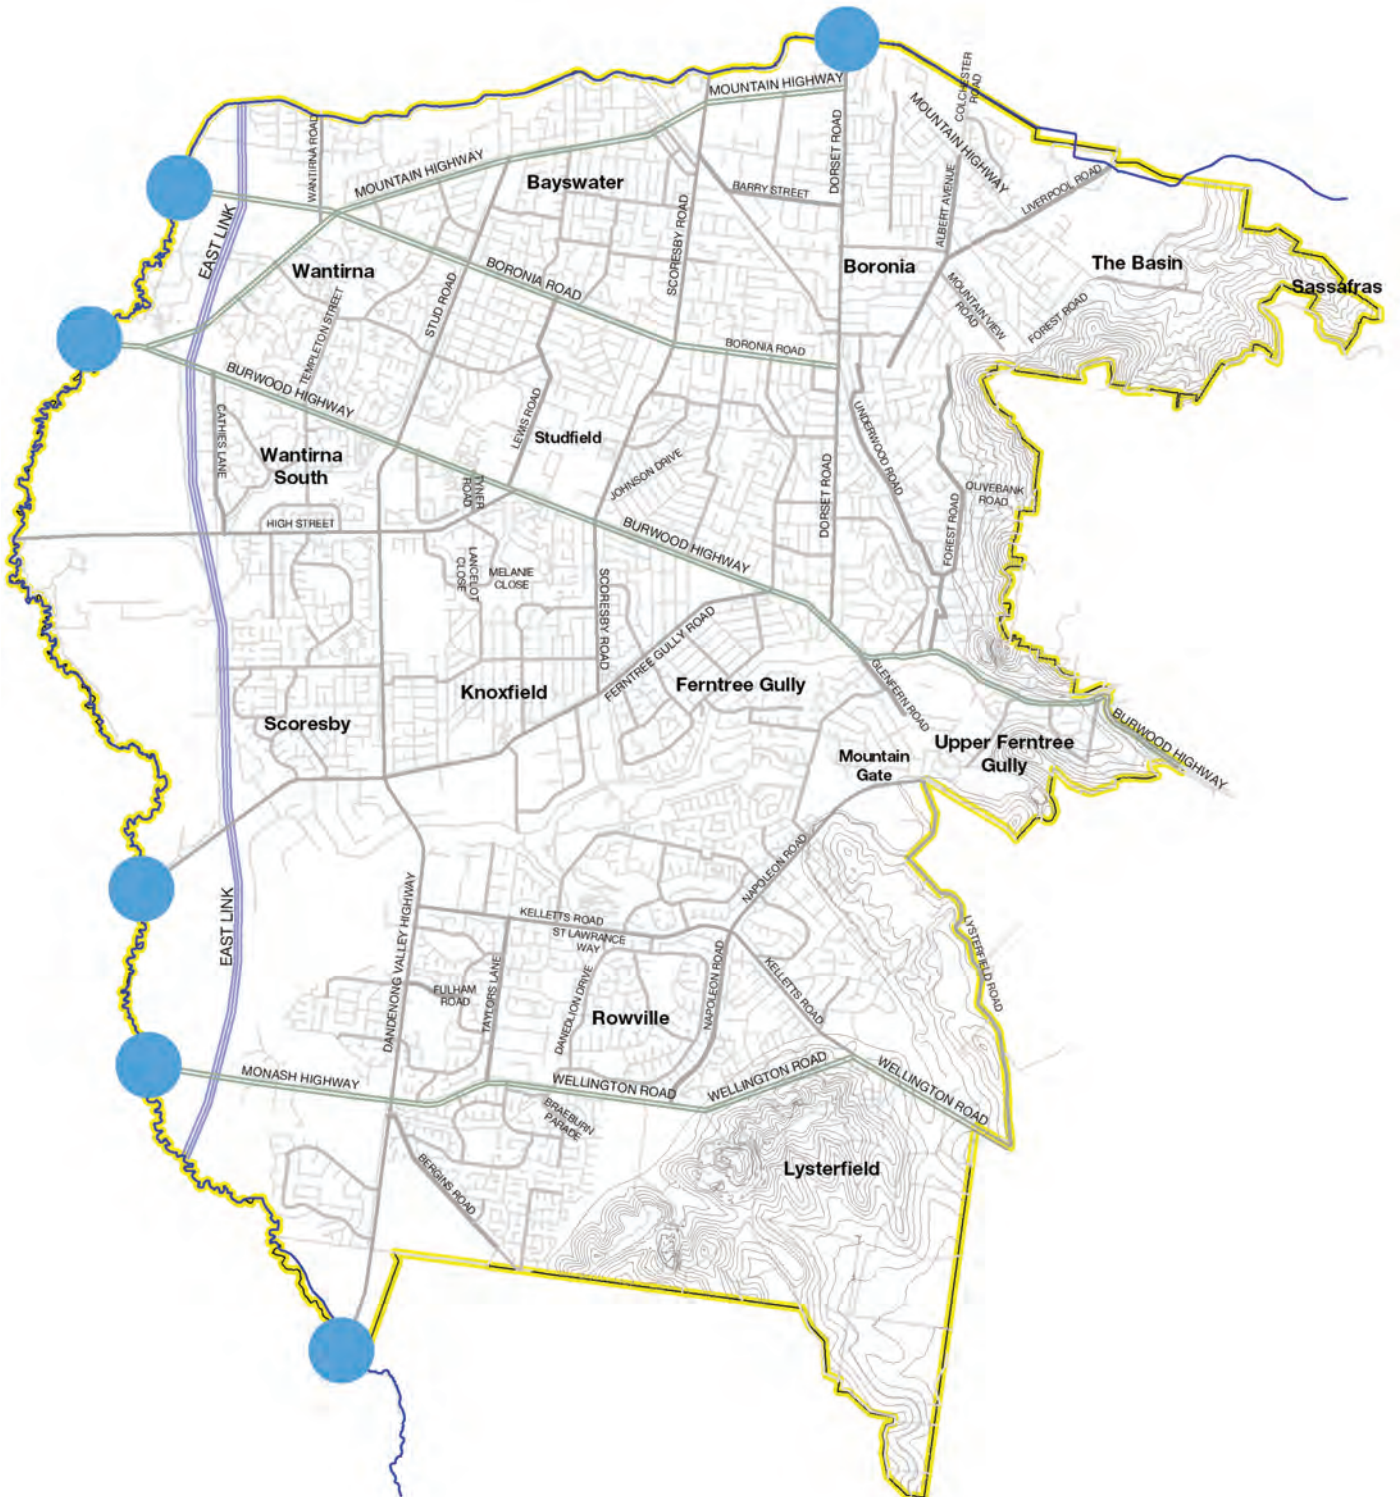 MOUNTAIN HIGHWAY
COLCHESTER
ROAD
MOUNTAIN HIGHWAY
WANTIRNA ROAD
MOUNTAIN HIGHWAY
Bayswater
BARRY STREET
DORSET ROAD
ALBERT AVENUE
LIVERPOOL ROAD
EAST LINK
Wantirna
BORONIA ROAD
SCORESBY ROAD
Boronia
The Basin
Sassafras
STUD ROAD
TEMPLETON STREET
MOUNTAIN VIEW
ROAD
FOREST ROAD
BORONIA ROAD
BURWOOD HIGHWAY
CATHIES LANE
LEWIS ROAD
Studfield
UNDERWOOD ROAD
Wantirna
South
TYNER
ROAD
JOHNSON DRIVE
DORSET ROAD
OLIVEBANK
ROAD
HIGH STREET
BURWOOD HIGHWAY
FOREST ROAD
LANCELOT
CLOSE
MELANIE
CLOSE
SCORESBY ROAD
FERNTREE GULLY ROAD
Knoxfield
Ferntree Gully
GLENFERN ROAD
Scoresby
BURWOOD HIGHWAY
Upper Ferntree
Gully
Mountain
Gate
NAPOLEON ROAD
EAST LINK
DANDENONG VALLEY HIGHWAY
KELLETTS ROAD
ST LAWRANCE
WAY
LYSTERFIELD ROAD
FULHAM
ROAD
TAYLORS LANE
DANEDLION DRIVE
Rowville
NAPOLEON ROAD
KELLETTS ROAD
MONASH HIGHWAY
WELLINGTON ROAD
WELLINGTON ROAD
WELLINGTON ROAD
BRAEBURN
PARADE
BERGINS ROAD
Lysterfield